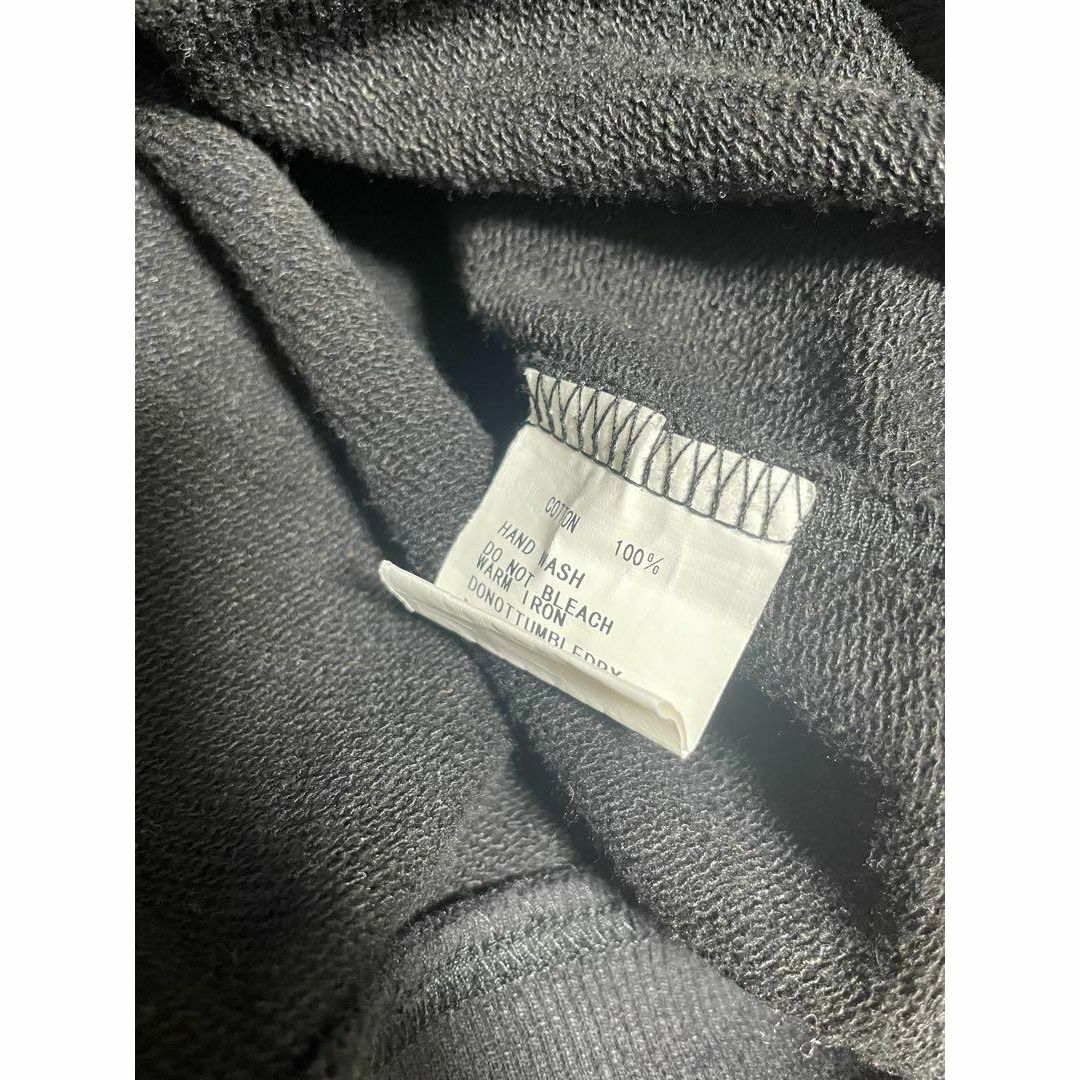 COTTON 100%
HAND WASH
DO NOT BLEACH
WARM IRON
DONOTTUMBLEDRY